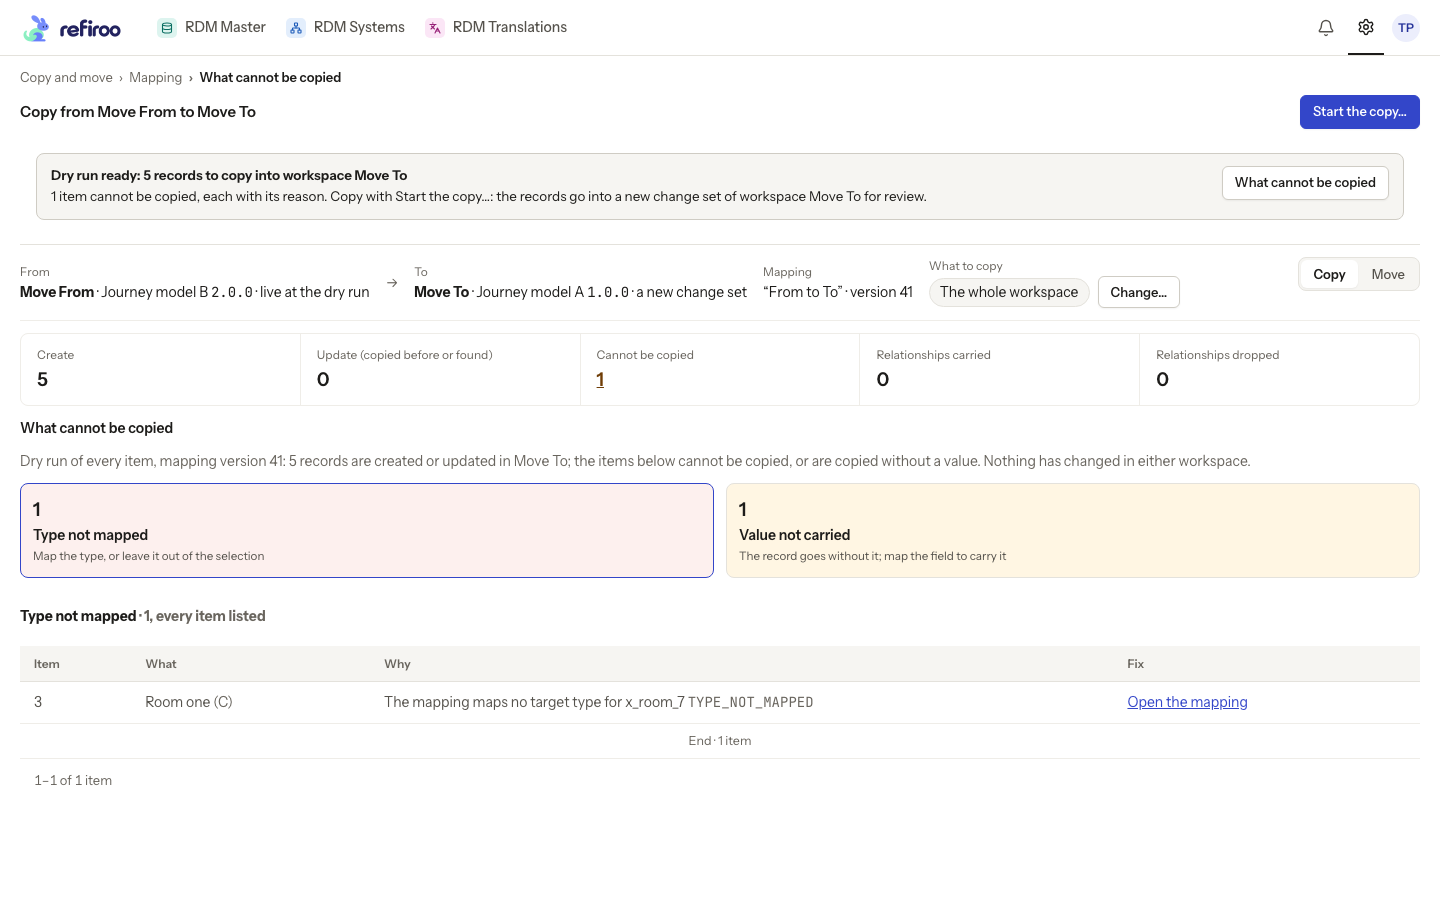 refiroo RDM Master RDM Systems RDM Translations TP
Copy and move › Mapping › What cannot be copied
Copy from Move From to Move To
Start the copy...
Dry run ready: 5 records to copy into workspace Move To
1 item cannot be copied, each with its reason. Copy with Start the copy...: the records go into a new change set of workspace Move To for review.
What cannot be copied
From
Move From · Journey model B 2.0.0 · live at the dry run
→
To
Move To · Journey model A 1.0.0 · a new change set
Mapping
“From to To” · version 41
What to copy
The whole workspace
Change...
Copy Move
Create
5
Update (copied before or found)
0
Cannot be copied
1
Relationships carried
0
Relationships dropped
0
What cannot be copied
Dry run of every item, mapping version 41: 5 records are created or updated in Move To; the items below cannot be copied, or are copied without a value. Nothing has changed in either workspace.
1
Type not mapped
Map the type, or leave it out of the selection
1
Value not carried
The record goes without it; map the field to carry it
Type not mapped · 1, every item listed
Item What Why Fix
3 Room one (C) The mapping maps no target type for x_room_7 TYPE_NOT_MAPPED Open the mapping
End · 1 item
1–1 of 1 item